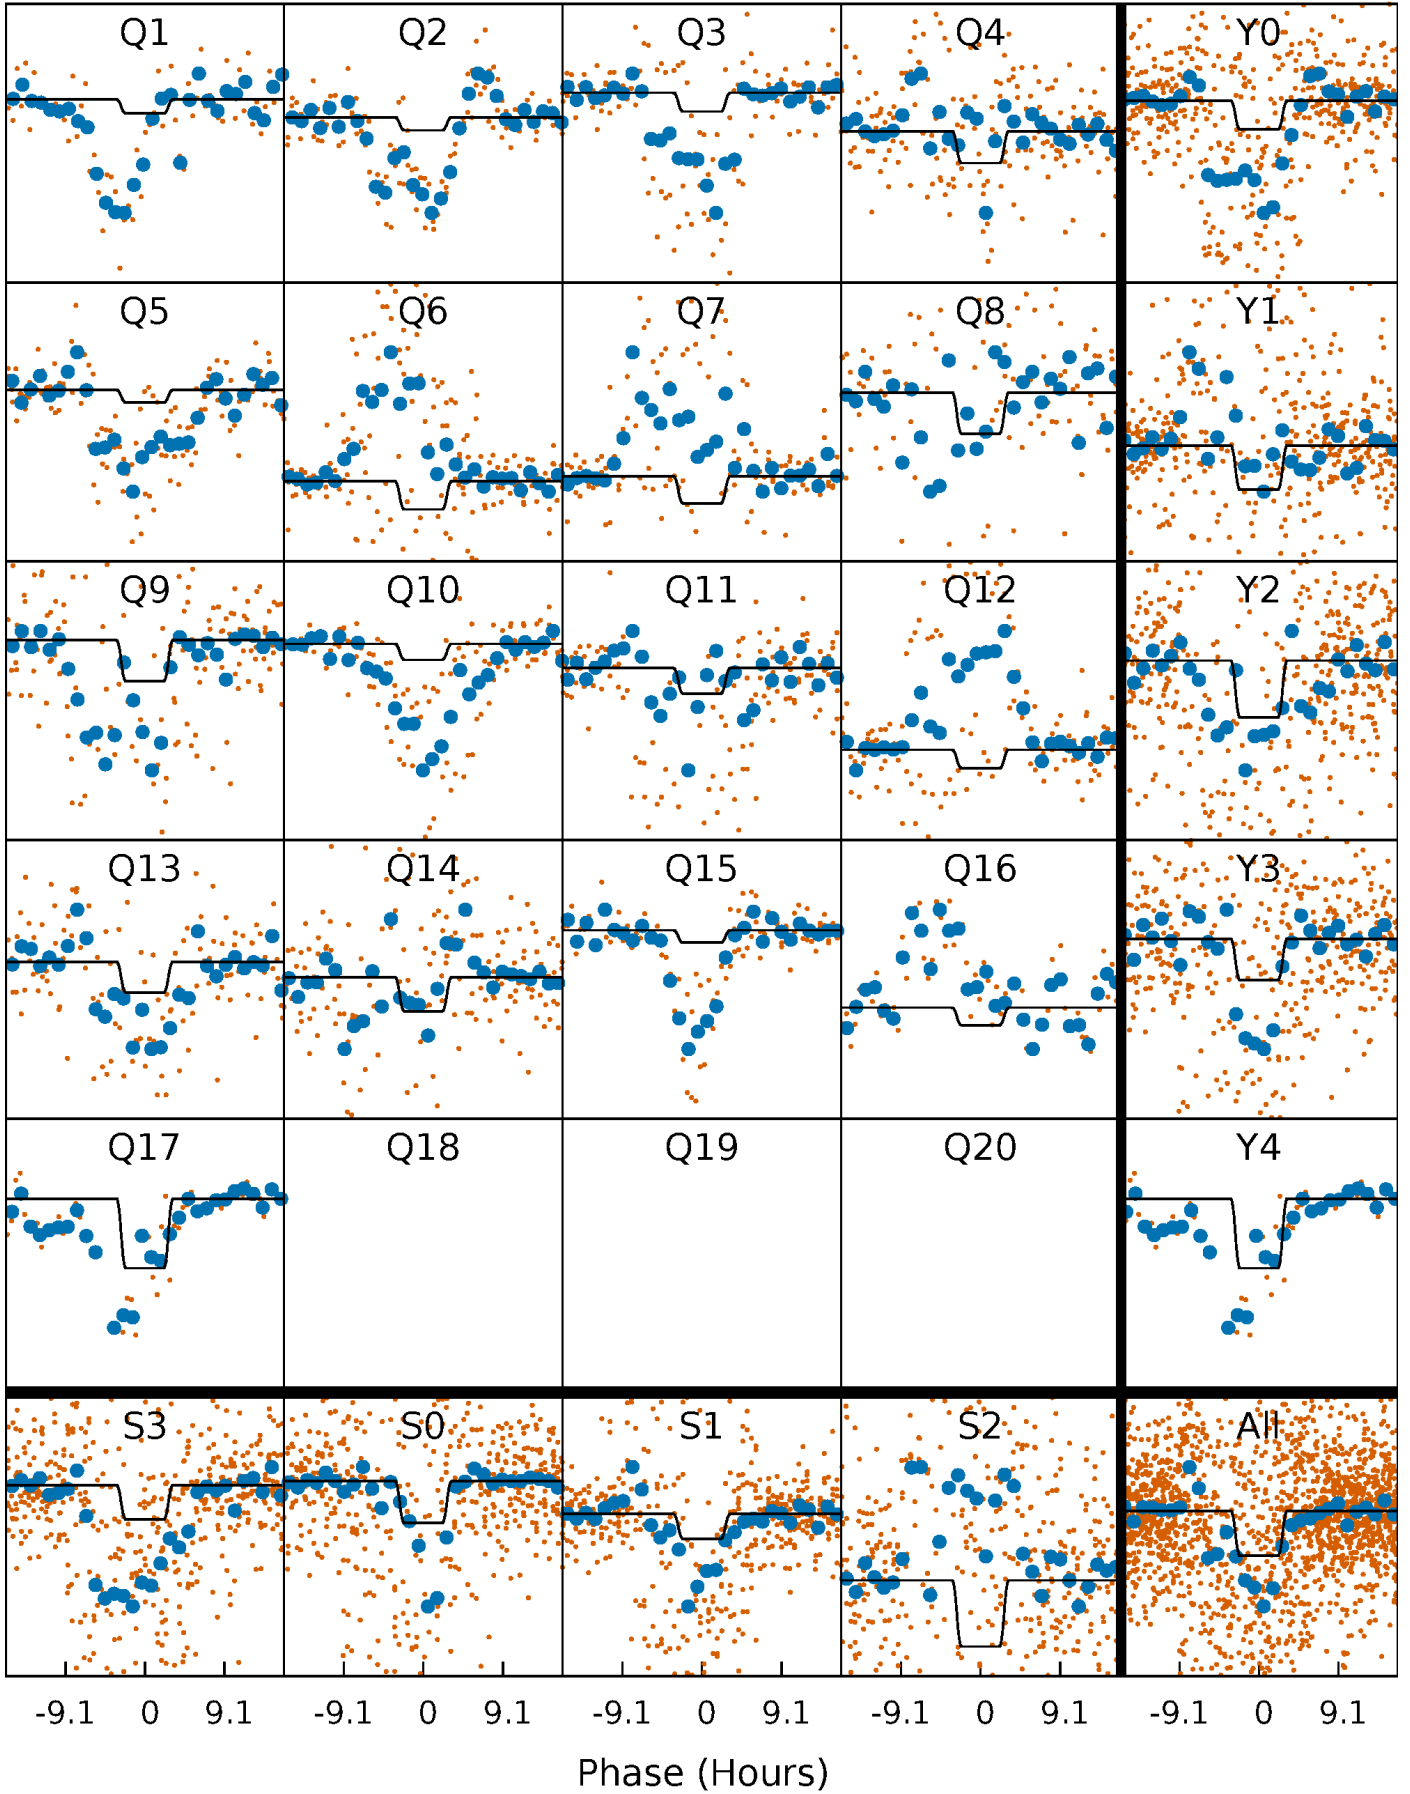 Q1 Q2 Q3 Q4 Y0
Q5 Q6 Q7 Q8 Y1
Q9 Q10 Q11 Q12 Y2
Q13 Q14 Q15 Q16 Y3
Q17 Q18 Q19 Q20 Y4
S3 S0 S1 S2 All
-9.1 0 9.1 -9.1 0 9.1 -9.1 0 9.1 -9.1 0 9.1 -9.1 0 9.1
Phase (Hours)